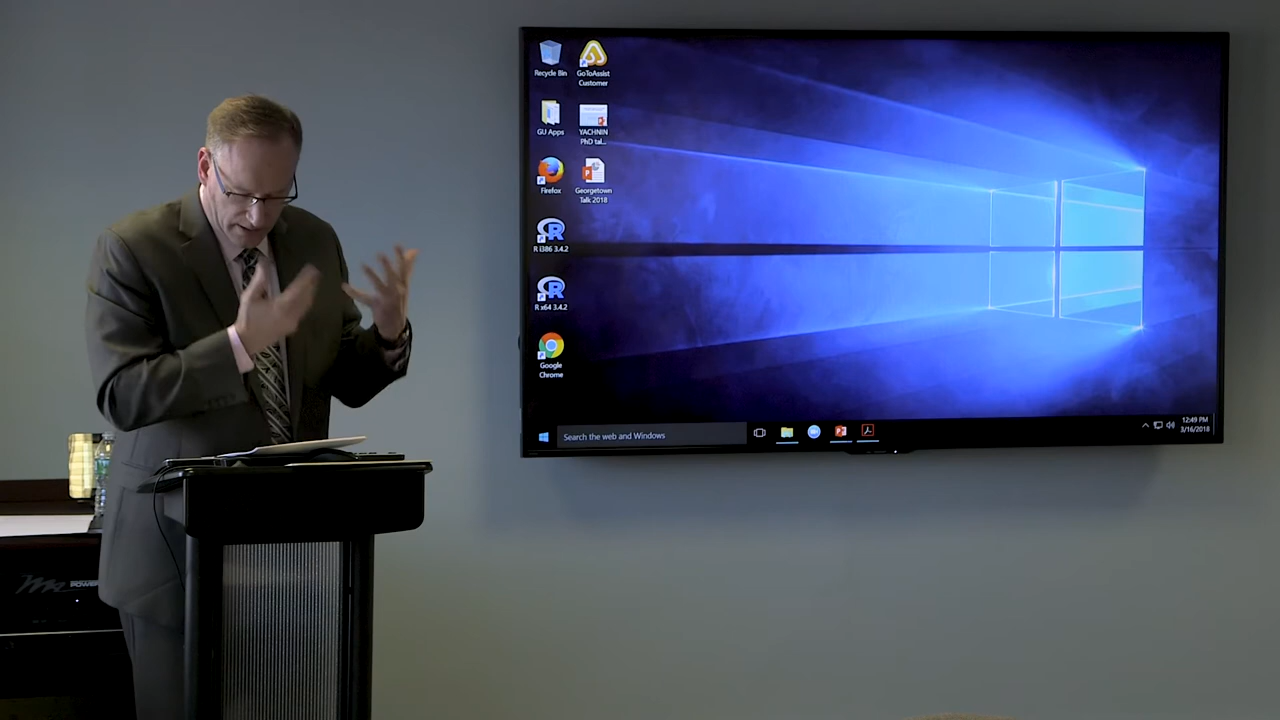 Recycle Bin
GoToAssist
Customer
GU Apps
YACHNIN
PhD tal...
Firefox
Georgetown
Talk 2018
R i386 3.4.2
R x64 3.4.2
Google
Chrome
Search the web and Windows
12:49 PM
3/16/2018
POWER